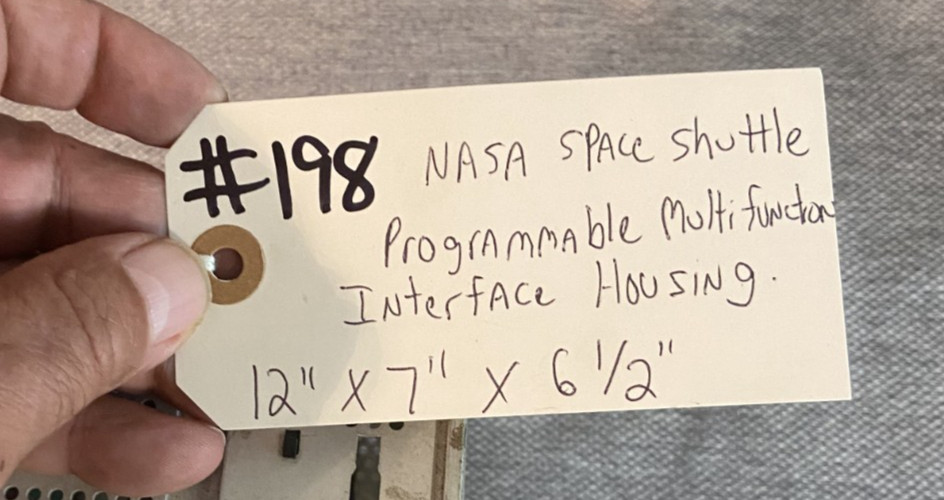 #198 NASA SPACE Shuttle
Programmable Multifunction
Interface Housing.
12" X 7" X 6 1/2"